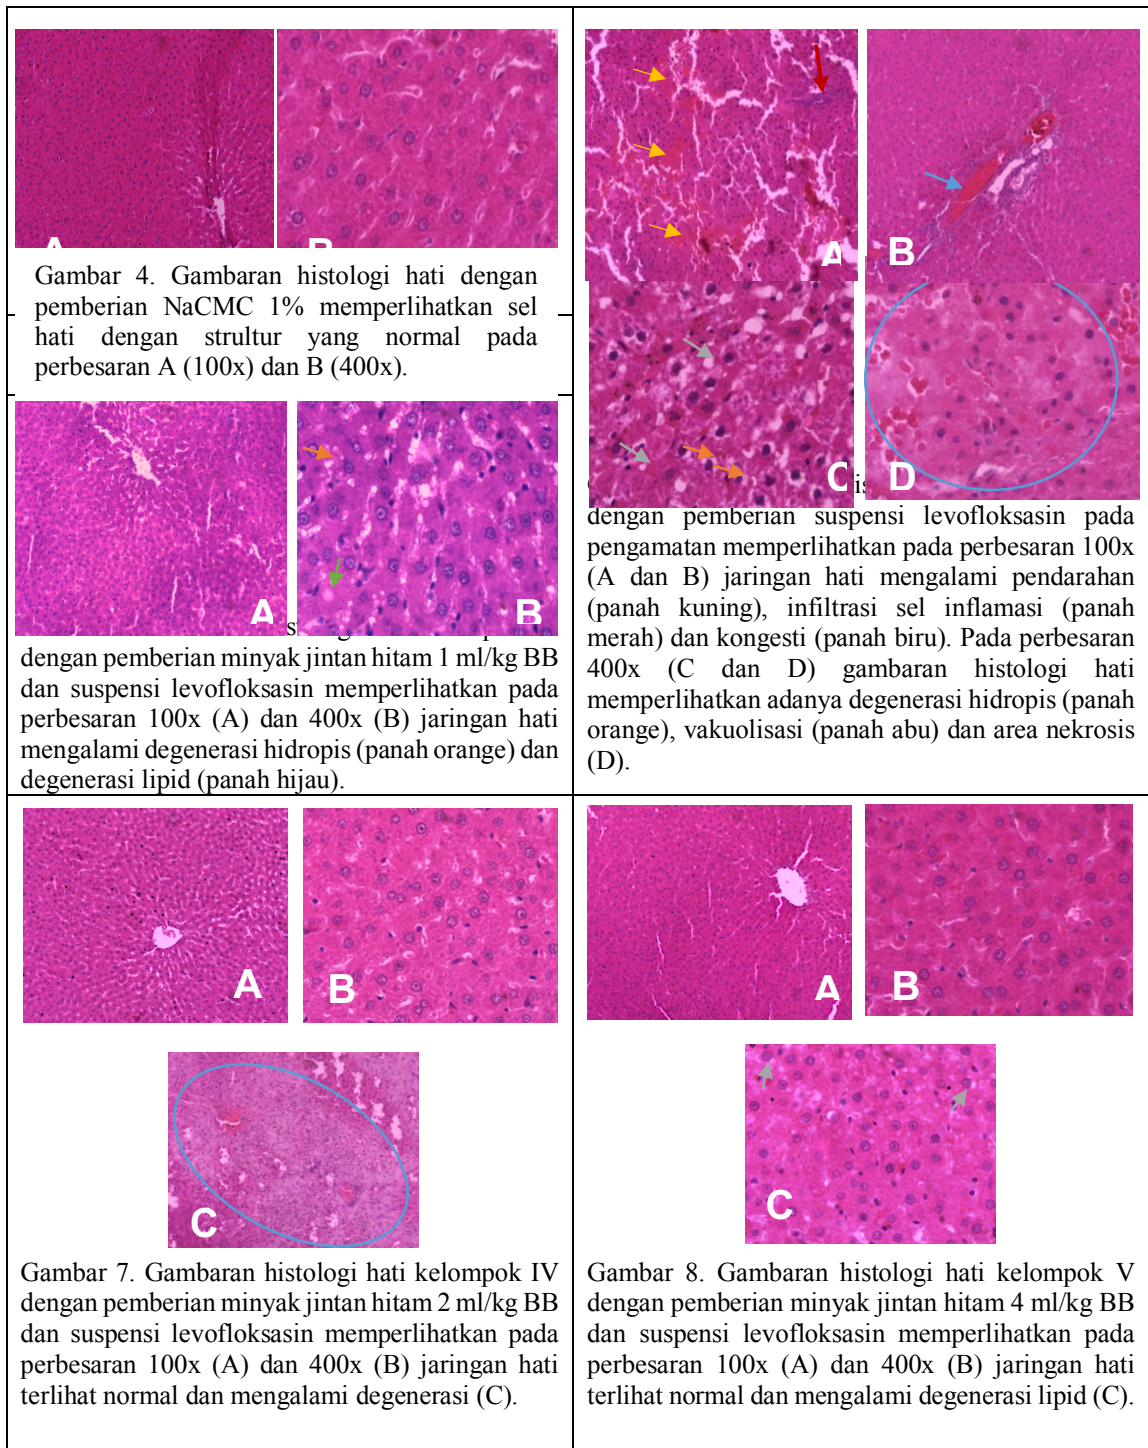 A
B
Gambar 4. Gambaran histologi hati dengan
pemberian NaCMC 1% memperlihatkan sel
hati dengan strultur yang normal pada
perbesaran A (100x) dan B (400x).
A
B
C
D
dengan pemberian suspensi levofloksasin pada
pengamatan memperlihatkan pada perbesaran 100x
(A dan B) jaringan hati mengalami pendarahan
(panah kuning), infiltrasi sel inflamasi (panah
merah) dan kongesti (panah biru). Pada perbesaran
400x (C dan D) gambaran histologi hati
memperlihatkan adanya degenerasi hidropis (panah
orange), vakuolisasi (panah abu) dan area nekrosis
(D).
A
B
dengan pemberian minyak jintan hitam 1 ml/kg BB
dan suspensi levofloksasin memperlihatkan pada
perbesaran 100x (A) dan 400x (B) jaringan hati
mengalami degenerasi hidropis (panah orange) dan
degenerasi lipid (panah hijau).
A
B
C
Gambar 7. Gambaran histologi hati kelompok IV
dengan pemberian minyak jintan hitam 2 ml/kg BB
dan suspensi levofloksasin memperlihatkan pada
perbesaran 100x (A) dan 400x (B) jaringan hati
terlihat normal dan mengalami degenerasi (C).
A
B
C
Gambar 8. Gambaran histologi hati kelompok V
dengan pemberian minyak jintan hitam 4 ml/kg BB
dan suspensi levofloksasin memperlihatkan pada
perbesaran 100x (A) dan 400x (B) jaringan hati
terlihat normal dan mengalami degenerasi lipid (C).